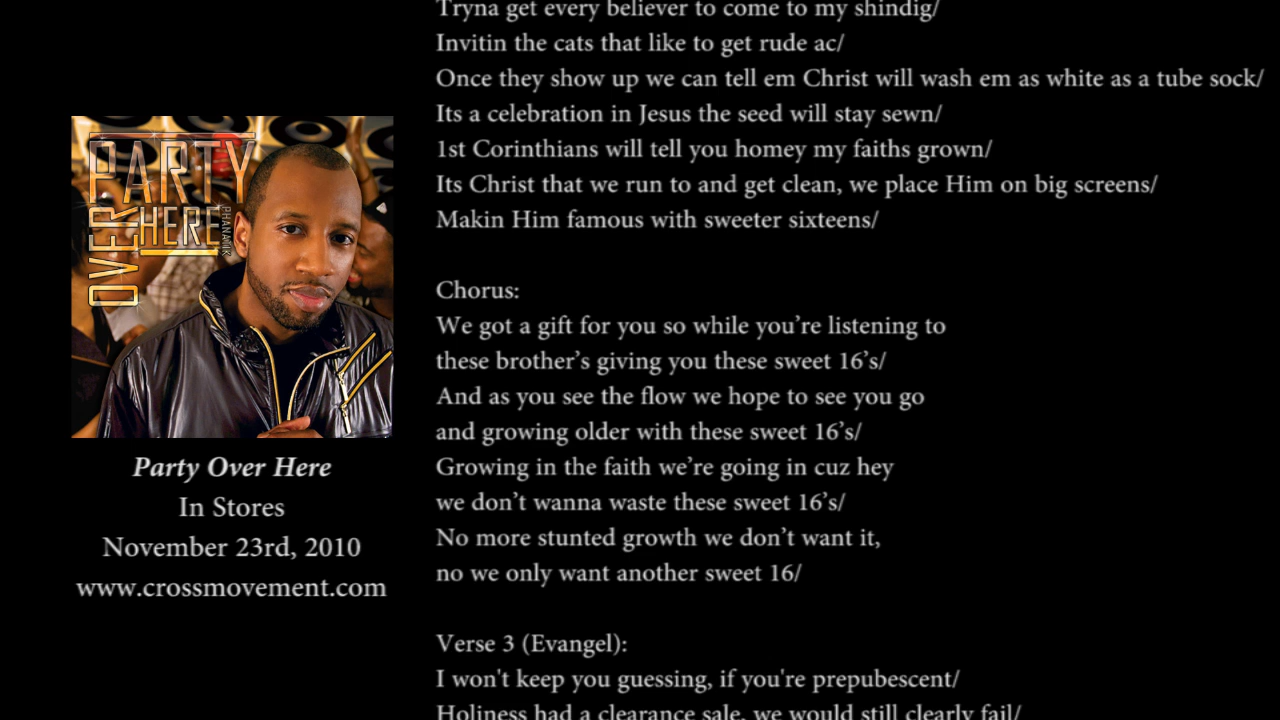 PARTY
OVER
HERE
PHANATIK
Party Over Here
In Stores
November 23rd, 2010
www.crossmovement.com
Tryna get every believer to come to my shindig/
Invitin the cats that like to get rude ac/
Once they show up we can tell em Christ will wash em as white as a tube sock/
Its a celebration in Jesus the seed will stay sewn/
1st Corinthians will tell you homey my faiths grown/
Its Christ that we run to and get clean, we place Him on big screens/
Makin Him famous with sweeter sixteens/
Chorus:
We got a gift for you so while you’re listening to
these brother’s giving you these sweet 16’s/
And as you see the flow we hope to see you go
and growing older with these sweet 16’s/
Growing in the faith we’re going in cuz hey
we don’t wanna waste these sweet 16’s/
No more stunted growth we don’t want it,
no we only want another sweet 16/
Verse 3 (Evangel):
I won't keep you guessing, if you're prepubescent/
Holiness had a clearance sale, we would still clearly fail/